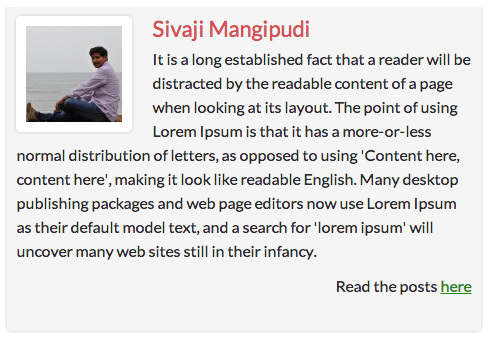 Sivaji Mangipudi
It is a long established fact that a reader will be
distracted by the readable content of a page
when looking at its layout. The point of using
Lorem Ipsum is that it has a more-or-less
normal distribution of letters, as opposed to using 'Content here,
content here', making it look like readable English. Many desktop
publishing packages and web page editors now use Lorem Ipsum
as their default model text, and a search for 'lorem ipsum' will
uncover many web sites still in their infancy.
Read the posts here